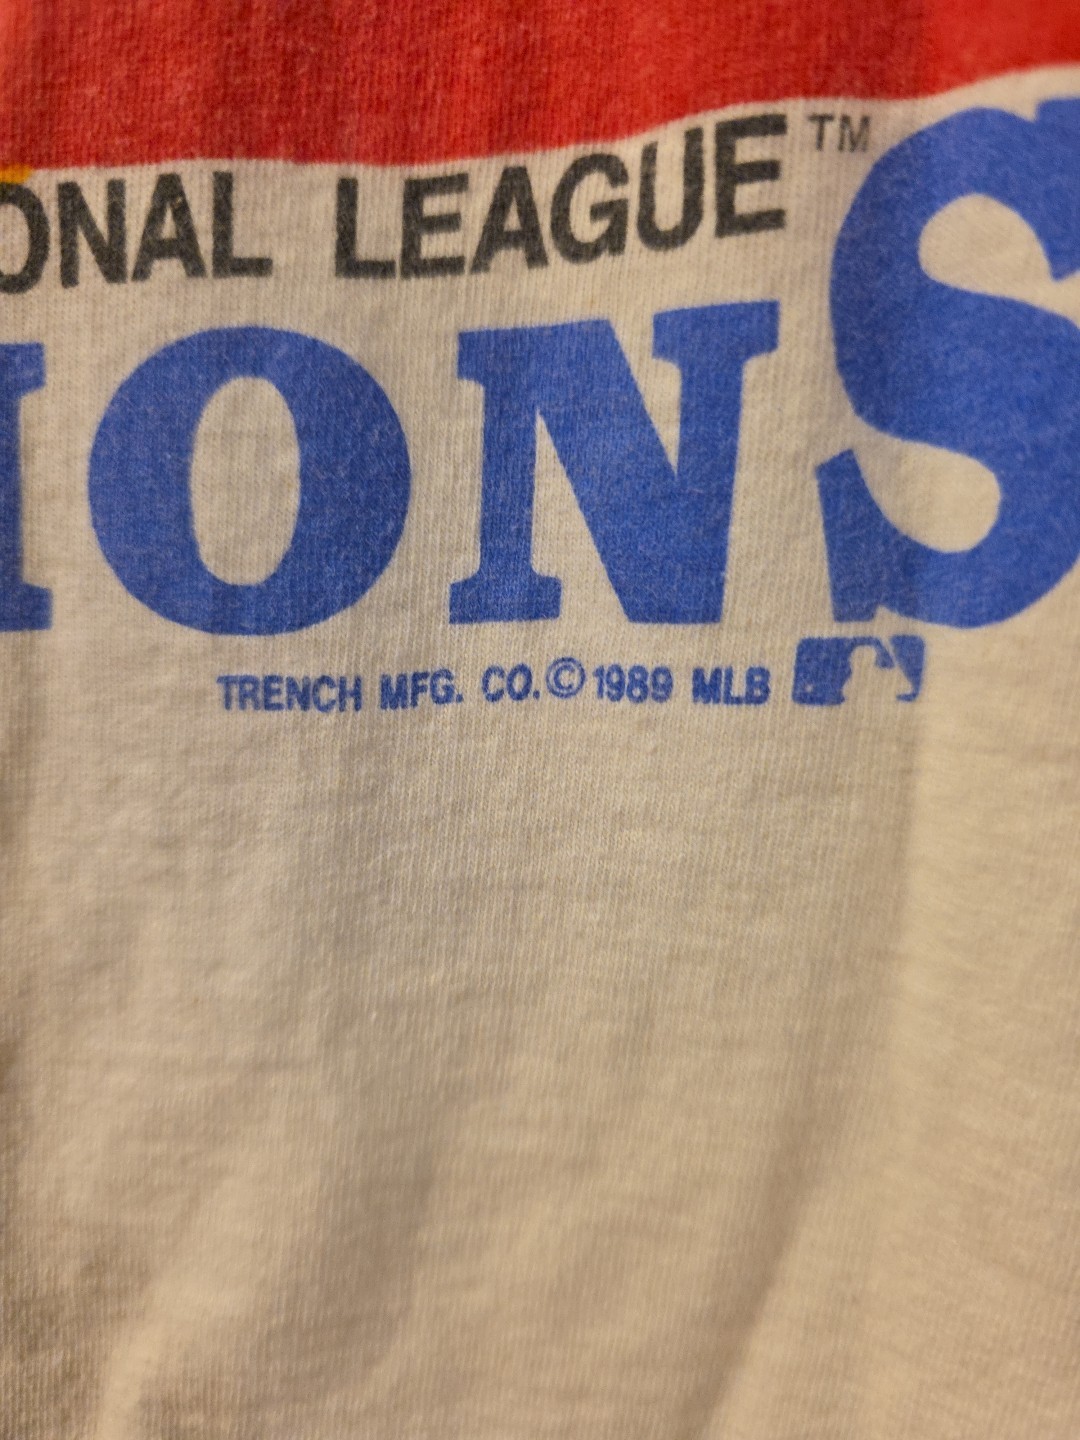 ONAL LEAGUE™
IONS
TRENCH MFG. CO.©1989 MLB